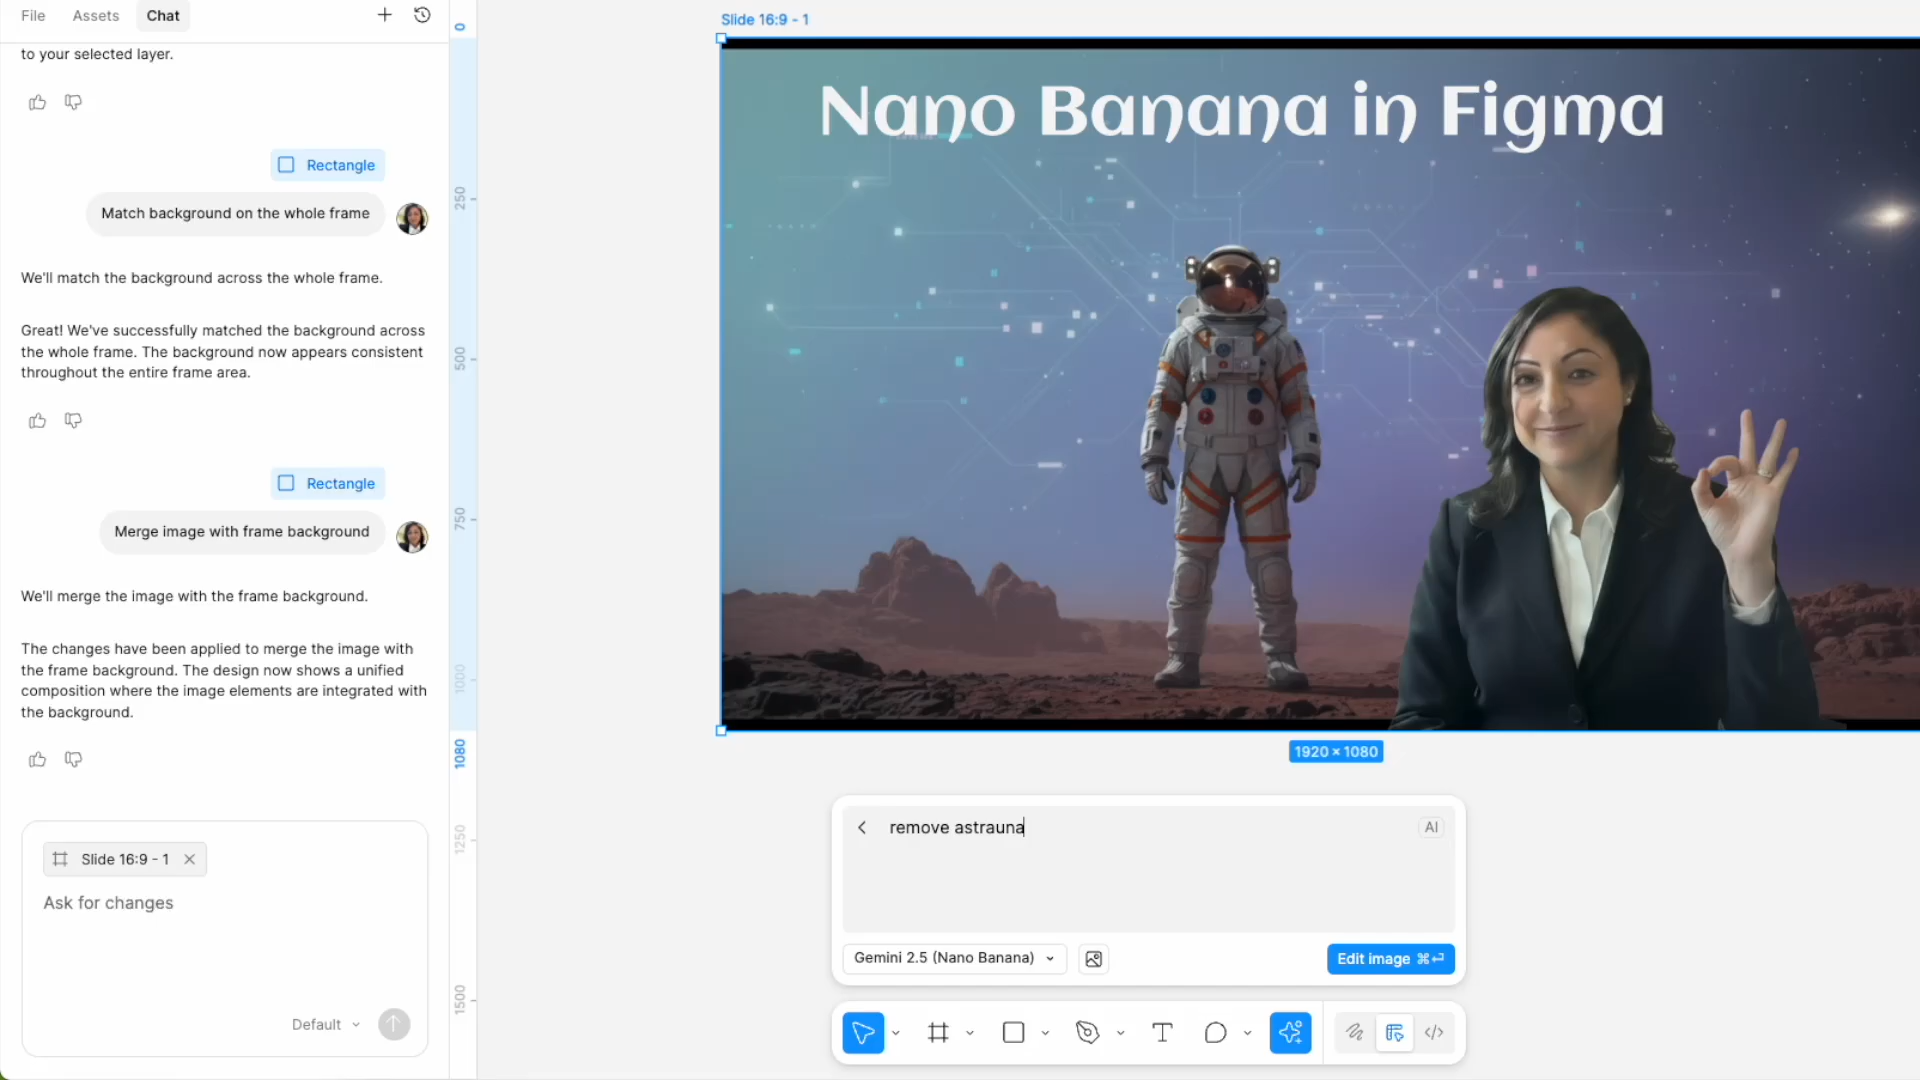 File
Assets
Chat
to your selected layer.
Rectangle
Match background on the whole frame
We'll match the background across the whole frame.
Great! We've successfully matched the background across
the whole frame. The background now appears consistent
throughout the entire frame area.
Rectangle
Merge image with frame background
We'll merge the image with the frame background.
The changes have been applied to merge the image with
the frame background. The design now shows a unified
composition where the image elements are integrated with
the background.
Slide 16:9 - 1
Ask for changes
Default
0
250
500
750
1000
1080
1250
1500
Slide 16:9 - 1
Nano Banana in Figma
1920 × 1080
remove astrauna
AI
Gemini 2.5 (Nano Banana)
Edit image ⌘⏎